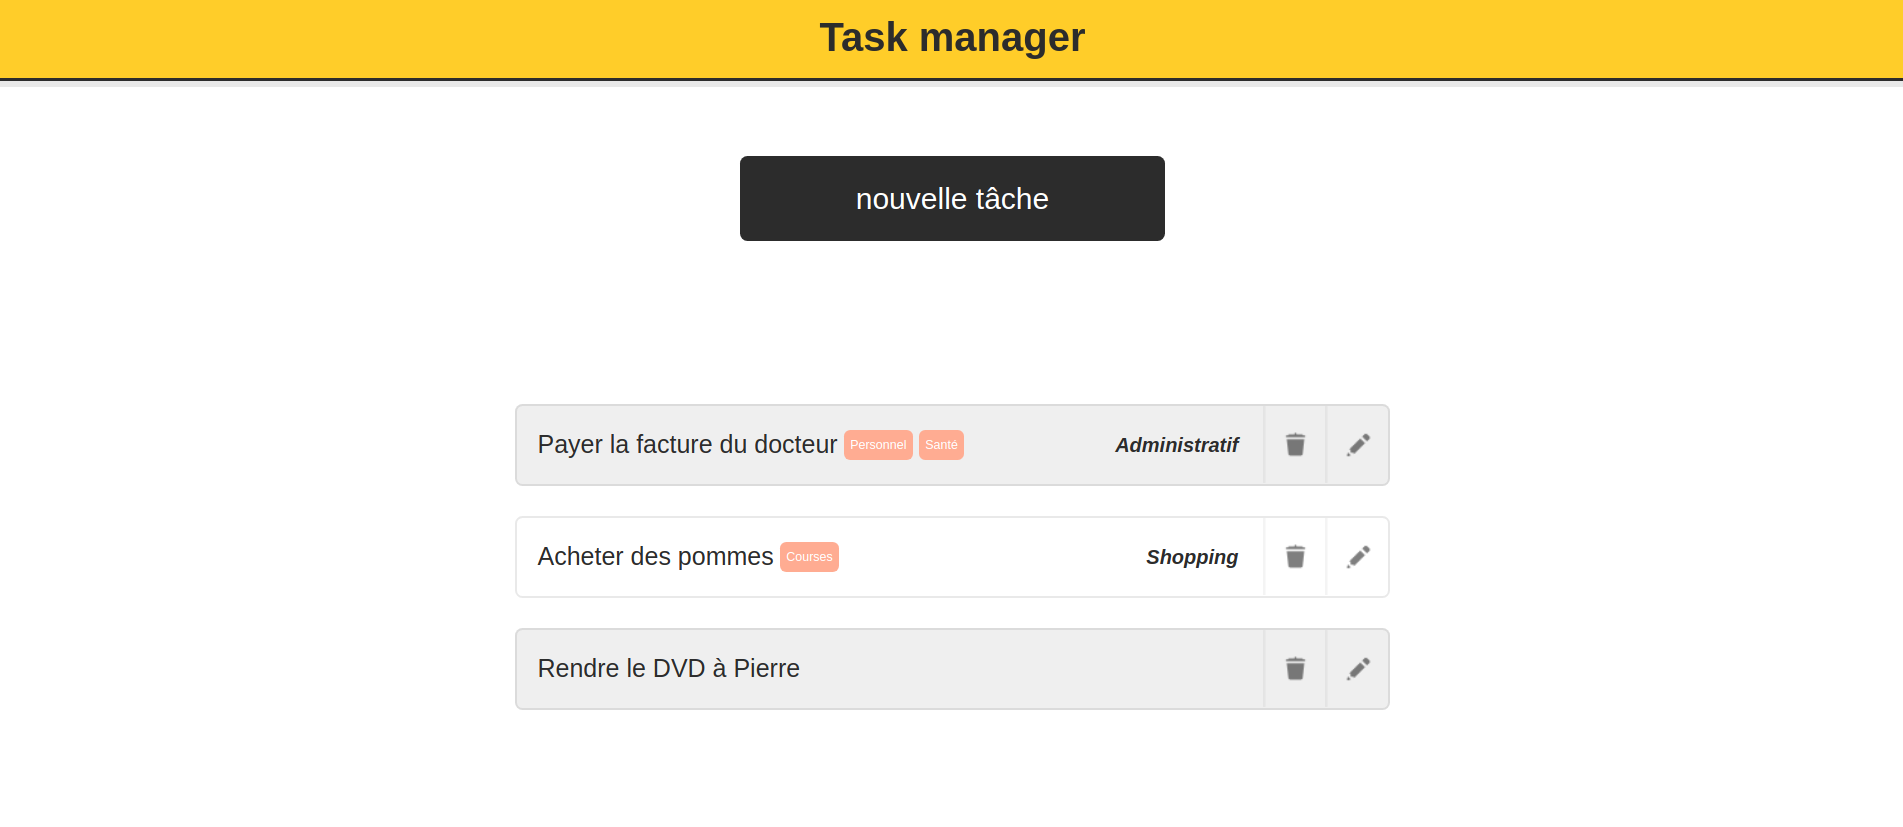 Task manager
nouvelle tâche
Payer la facture du docteur Personnel Santé Administratif
Acheter des pommes Courses Shopping
Rendre le DVD à Pierre